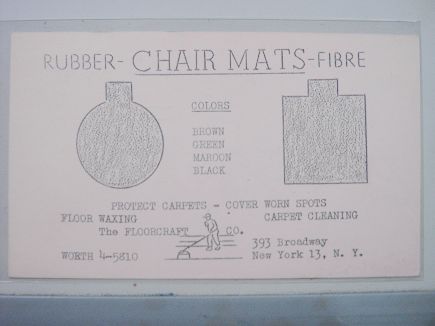 RUBBER- CHAIR MATS -FIBRE
COLORS
BROWN
GREEN
MAROON
BLACK
PROTECT CARPETS - COVER WORN SPOTS
FLOOR WAXING CARPET CLEANING
The FLOORCRAFT CO.
393 Broadway
WORTH 4-5810 New York 13, N. Y.